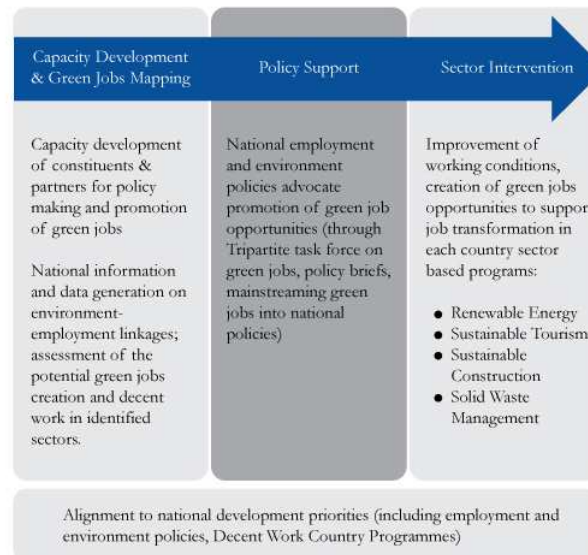 Capacity Development
& Green Jobs Mapping
Policy Support
Sector Intervention
Capacity development
of constituents &
partners for policy
making and promotion
of green jobs
National information
and data generation on
environment-
employment linkages;
assessment of the
potential green jobs
creation and decent
work in identified
sectors.
National employment
and environment
policies advocate
promotion of green job
opportunities (through
Tripartite task force on
green jobs, policy briefs,
mainstreaming green
jobs into national
policies)
Improvement of
working conditions,
creation of green jobs
opportunities to support
job transformation in
each country sector
based programs:
● Renewable Energy
● Sustainable Tourism
● Sustainable
Construction
● Solid Waste
Management
Alignment to national development priorities (including employment and
environment policies, Decent Work Country Programmes)